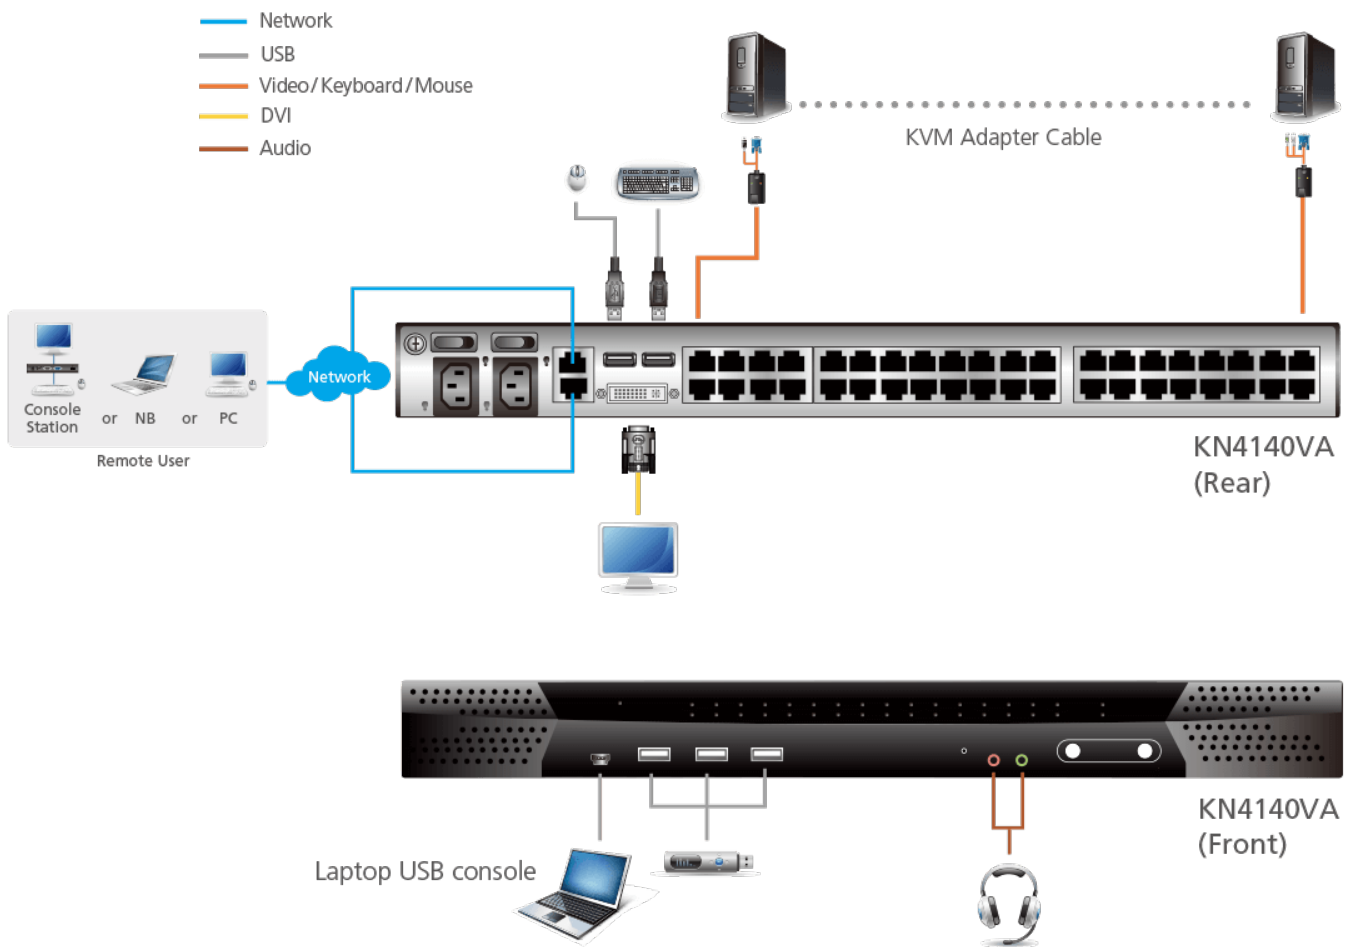 Network
USB
Video/Keyboard/Mouse
DVI
Audio
KVM Adapter Cable
Network
Console
Station
or
NB
or
PC
Remote User
KN4140VA
(Rear)
KN4140VA
(Front)
Laptop USB console